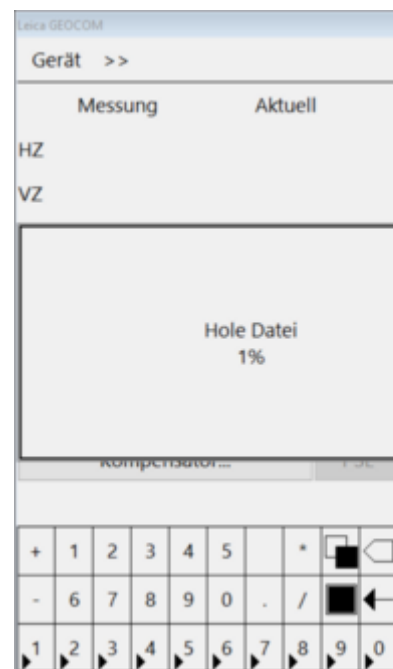 Leica GEOCOM
Gerät >>
Messung Aktuell
HZ
VZ
Hole Datei
1%
Kompensator...
+ 1 2 3 4 5 *
- 6 7 8 9 0 . /
1 2 3 4 5 6 7 8 9 0